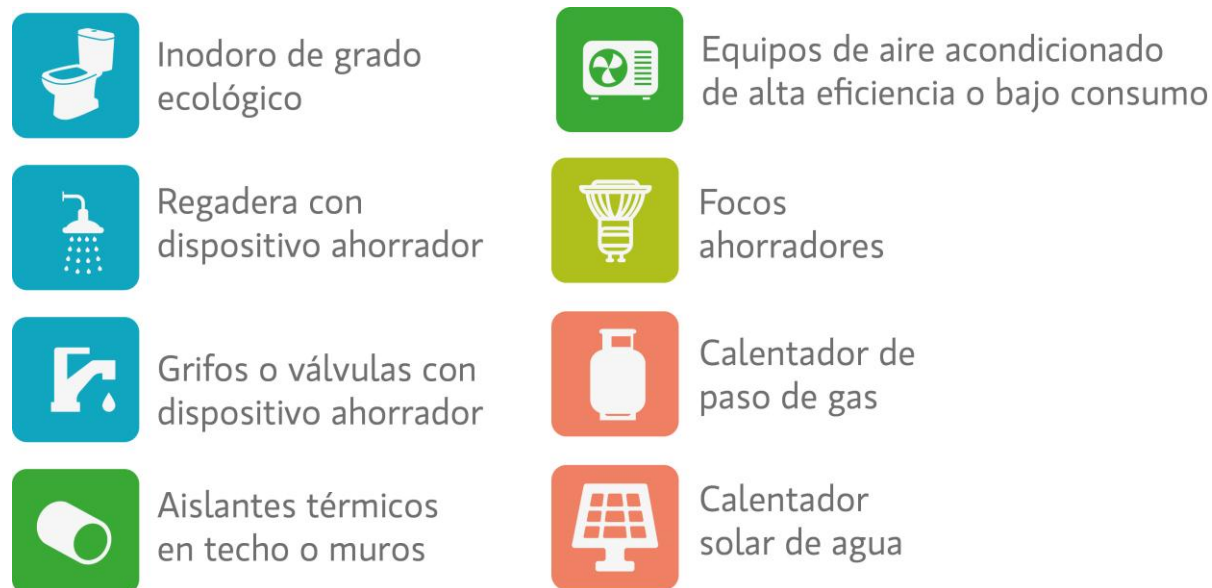 Inodoro de grado
ecológico
Regadera con
dispositivo ahorrador
Grifos o válvulas con
dispositivo ahorrador
Aislantes térmicos
en techo o muros
Equipos de aire acondicionado
de alta eficiencia o bajo consumo
Focos
ahorradores
Calentador de
paso de gas
Calentador
solar de agua